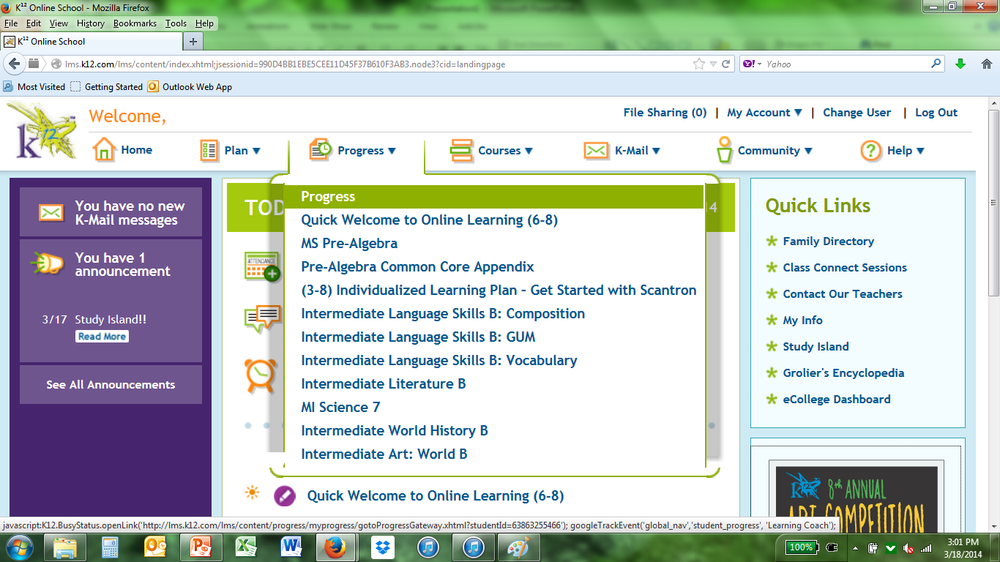 K12 Online School - Mozilla Firefox
File Edit View History Bookmarks Tools Help
K12 Online School
lms.k12.com/lms/content/index.xhtml;jsessionid=990D4BB1EBE5CEE11D45F37B610F3AB3.node3?cid=landingpage
Yahoo
Most Visited Getting Started Outlook Web App
k12
Welcome,
File Sharing (0) | My Account | Change User | Log Out
Home Plan Progress Courses K-Mail Community Help
You have no new
K-Mail messages
You have 1
announcement
3/17 Study Island!!
Read More
See All Announcements
TOD
14
ATTENDANCE
Progress
Quick Welcome to Online Learning (6-8)
MS Pre-Algebra
Pre-Algebra Common Core Appendix
(3-8) Individualized Learning Plan – Get Started with Scantron
Intermediate Language Skills B: Composition
Intermediate Language Skills B: GUM
Intermediate Language Skills B: Vocabulary
Intermediate Literature B
MI Science 7
Intermediate World History B
Intermediate Art: World B
Quick Welcome to Online Learning (6-8)
Quick Links
Family Directory
Class Connect Sessions
Contact Our Teachers
My Info
Study Island
Grolier's Encyclopedia
eCollege Dashboard
8th ANNUAL
ART COMPETITION
javascript:K12.BusyStatus.openLink('http://lms.k12.com/lms/content/progress/myprogress/gotoProgressGateway.xhtml?studentId=63863255466'); googleTrackEvent('global_nav','student_progress', 'Learning Coach');
100%
3:01 PM
3/18/2014